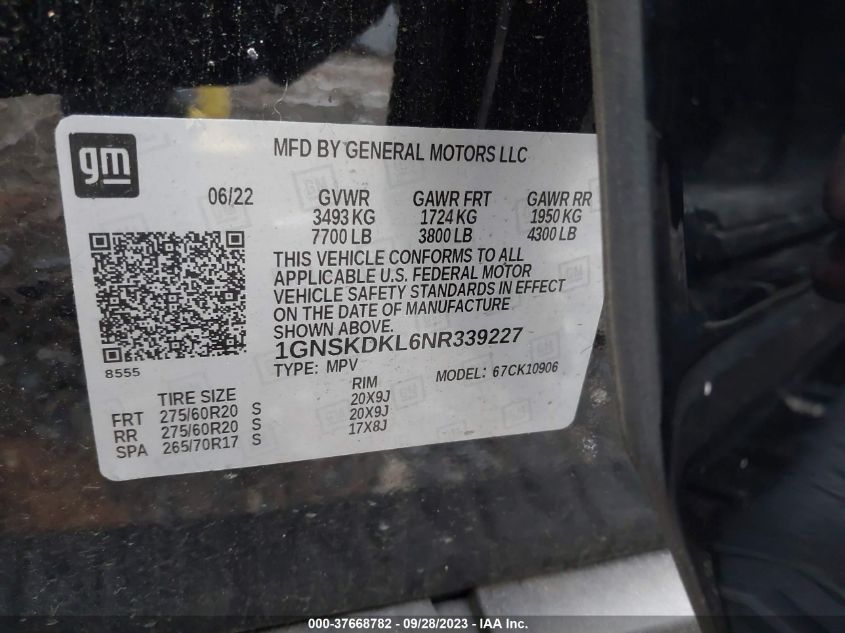 gm
MFD BY GENERAL MOTORS LLC
06/22 GVWR GAWR FRT GAWR RR
3493 KG 1724 KG 1950 KG
7700 LB 3800 LB 4300 LB
THIS VEHICLE CONFORMS TO ALL
APPLICABLE U.S. FEDERAL MOTOR
VEHICLE SAFETY STANDARDS IN EFFECT
ON THE DATE OF MANUFACTURE
SHOWN ABOVE.
1GNSKDKL6NR339227
8555
TYPE: MPV MODEL: 67CK10906
TIRE SIZE RIM
FRT 275/60R20 S 20X9J
RR 275/60R20 S 20X9J
SPA 265/70R17 S 17X8J
000-37668782 — 09/28/2023 - IAA Inc.